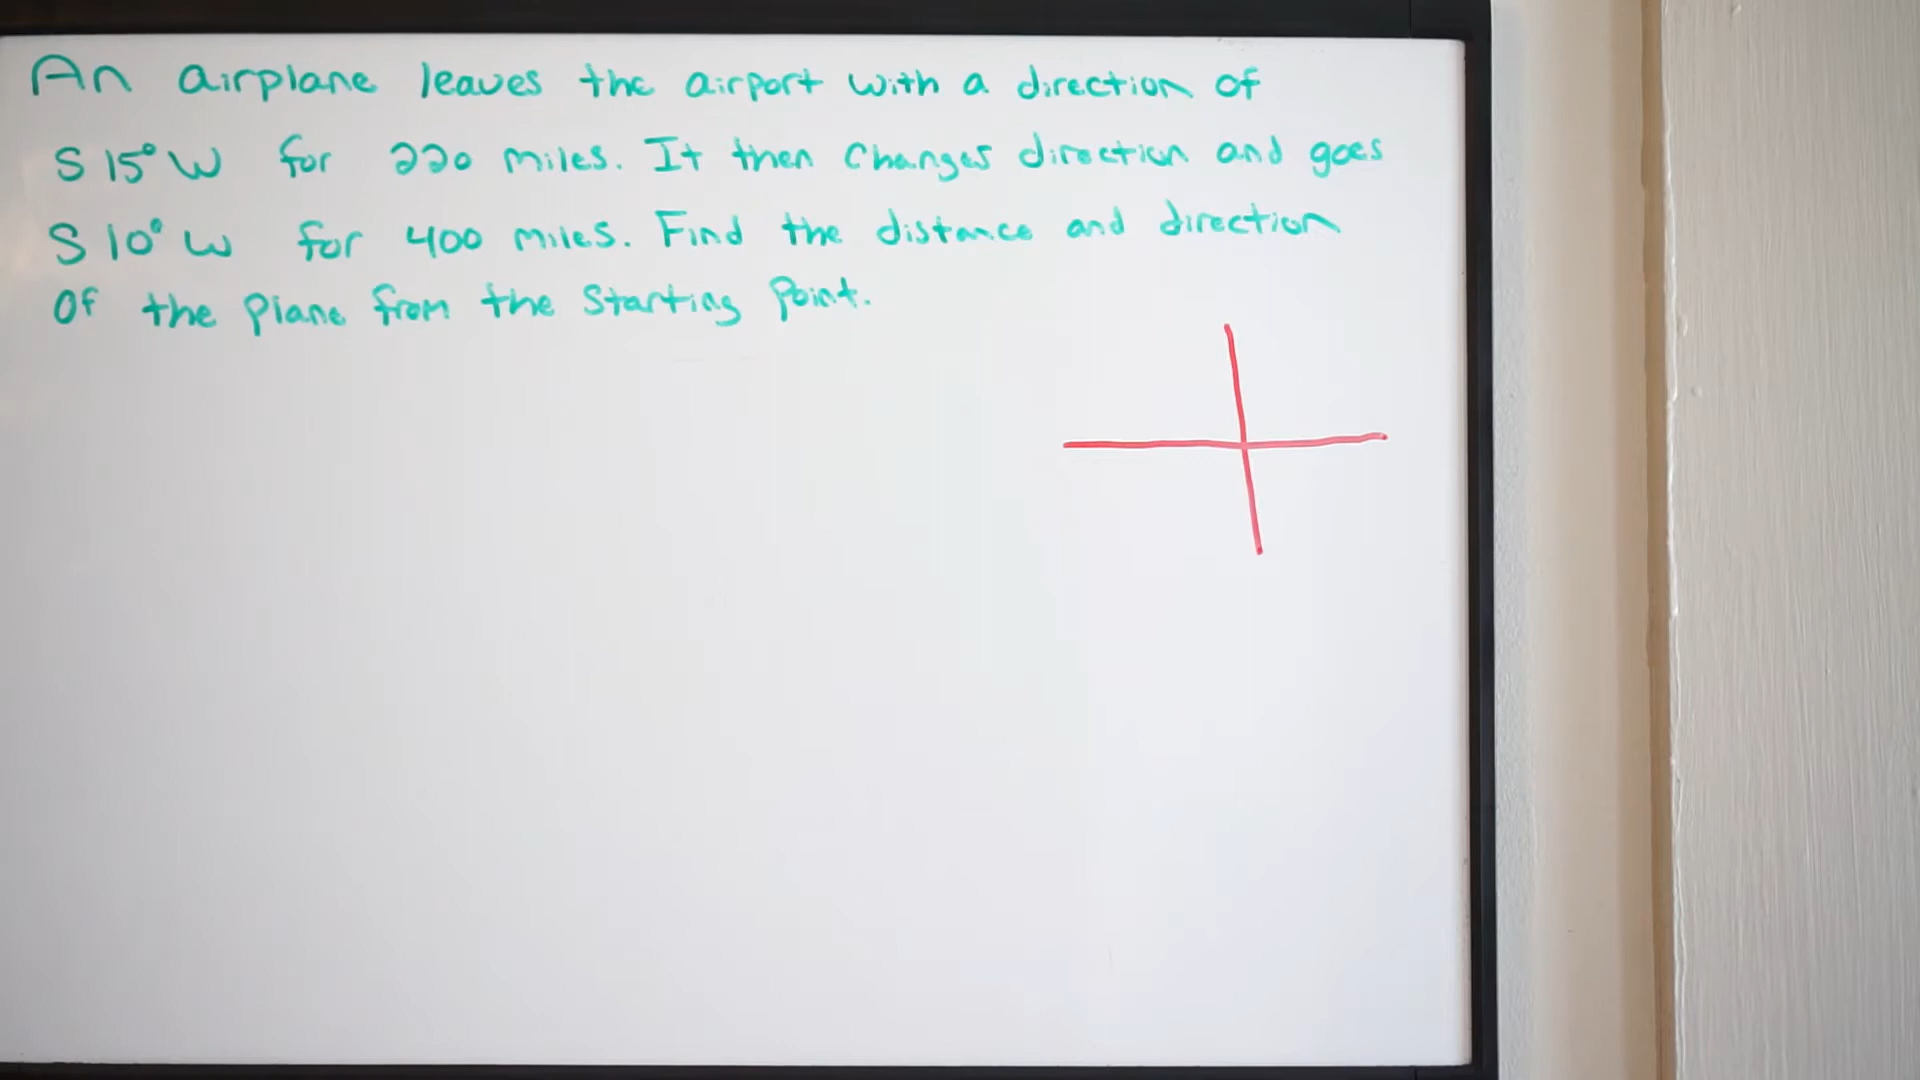 An airplane leaves the airport with a direction of
S 15° W for 220 miles. It then changes direction and goes
S 10° W for 400 miles. Find the distance and direction
Of the Plane from the Starting Point.